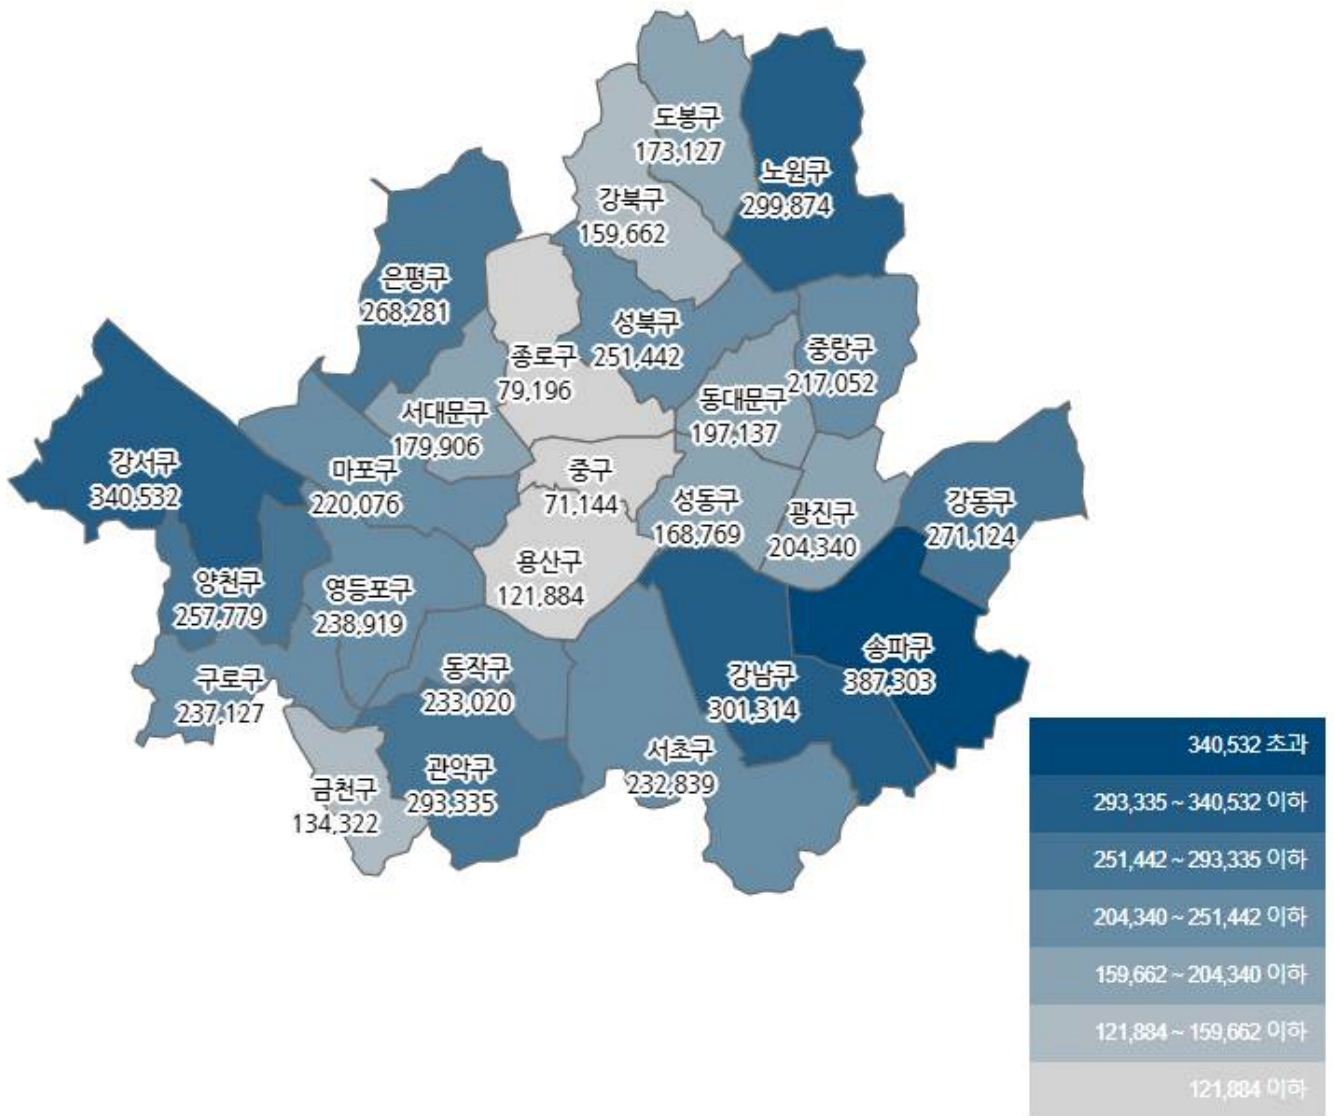 도봉구
173,127
노원구
299,874
강북구
159,662
은평구
268,281
성북구
251,442
종로구
79,196
중랑구
217,052
동대문구
197,137
서대문구
179,906
강서구
340,532
마포구
220,076
중구
71,144
성동구
168,769
광진구
204,340
강동구
271,124
용산구
121,884
양천구
257,779
영등포구
238,919
구로구
237,127
동작구
233,020
강남구
301,314
송파구
387,303
금천구
134,322
관악구
293,335
서초구
232,839
340,532 초과
293,335 ~ 340,532 이하
251,442 ~ 293,335 이하
204,340 ~ 251,442 이하
159,662 ~ 204,340 이하
121,884 ~ 159,662 이하
121,884 이하